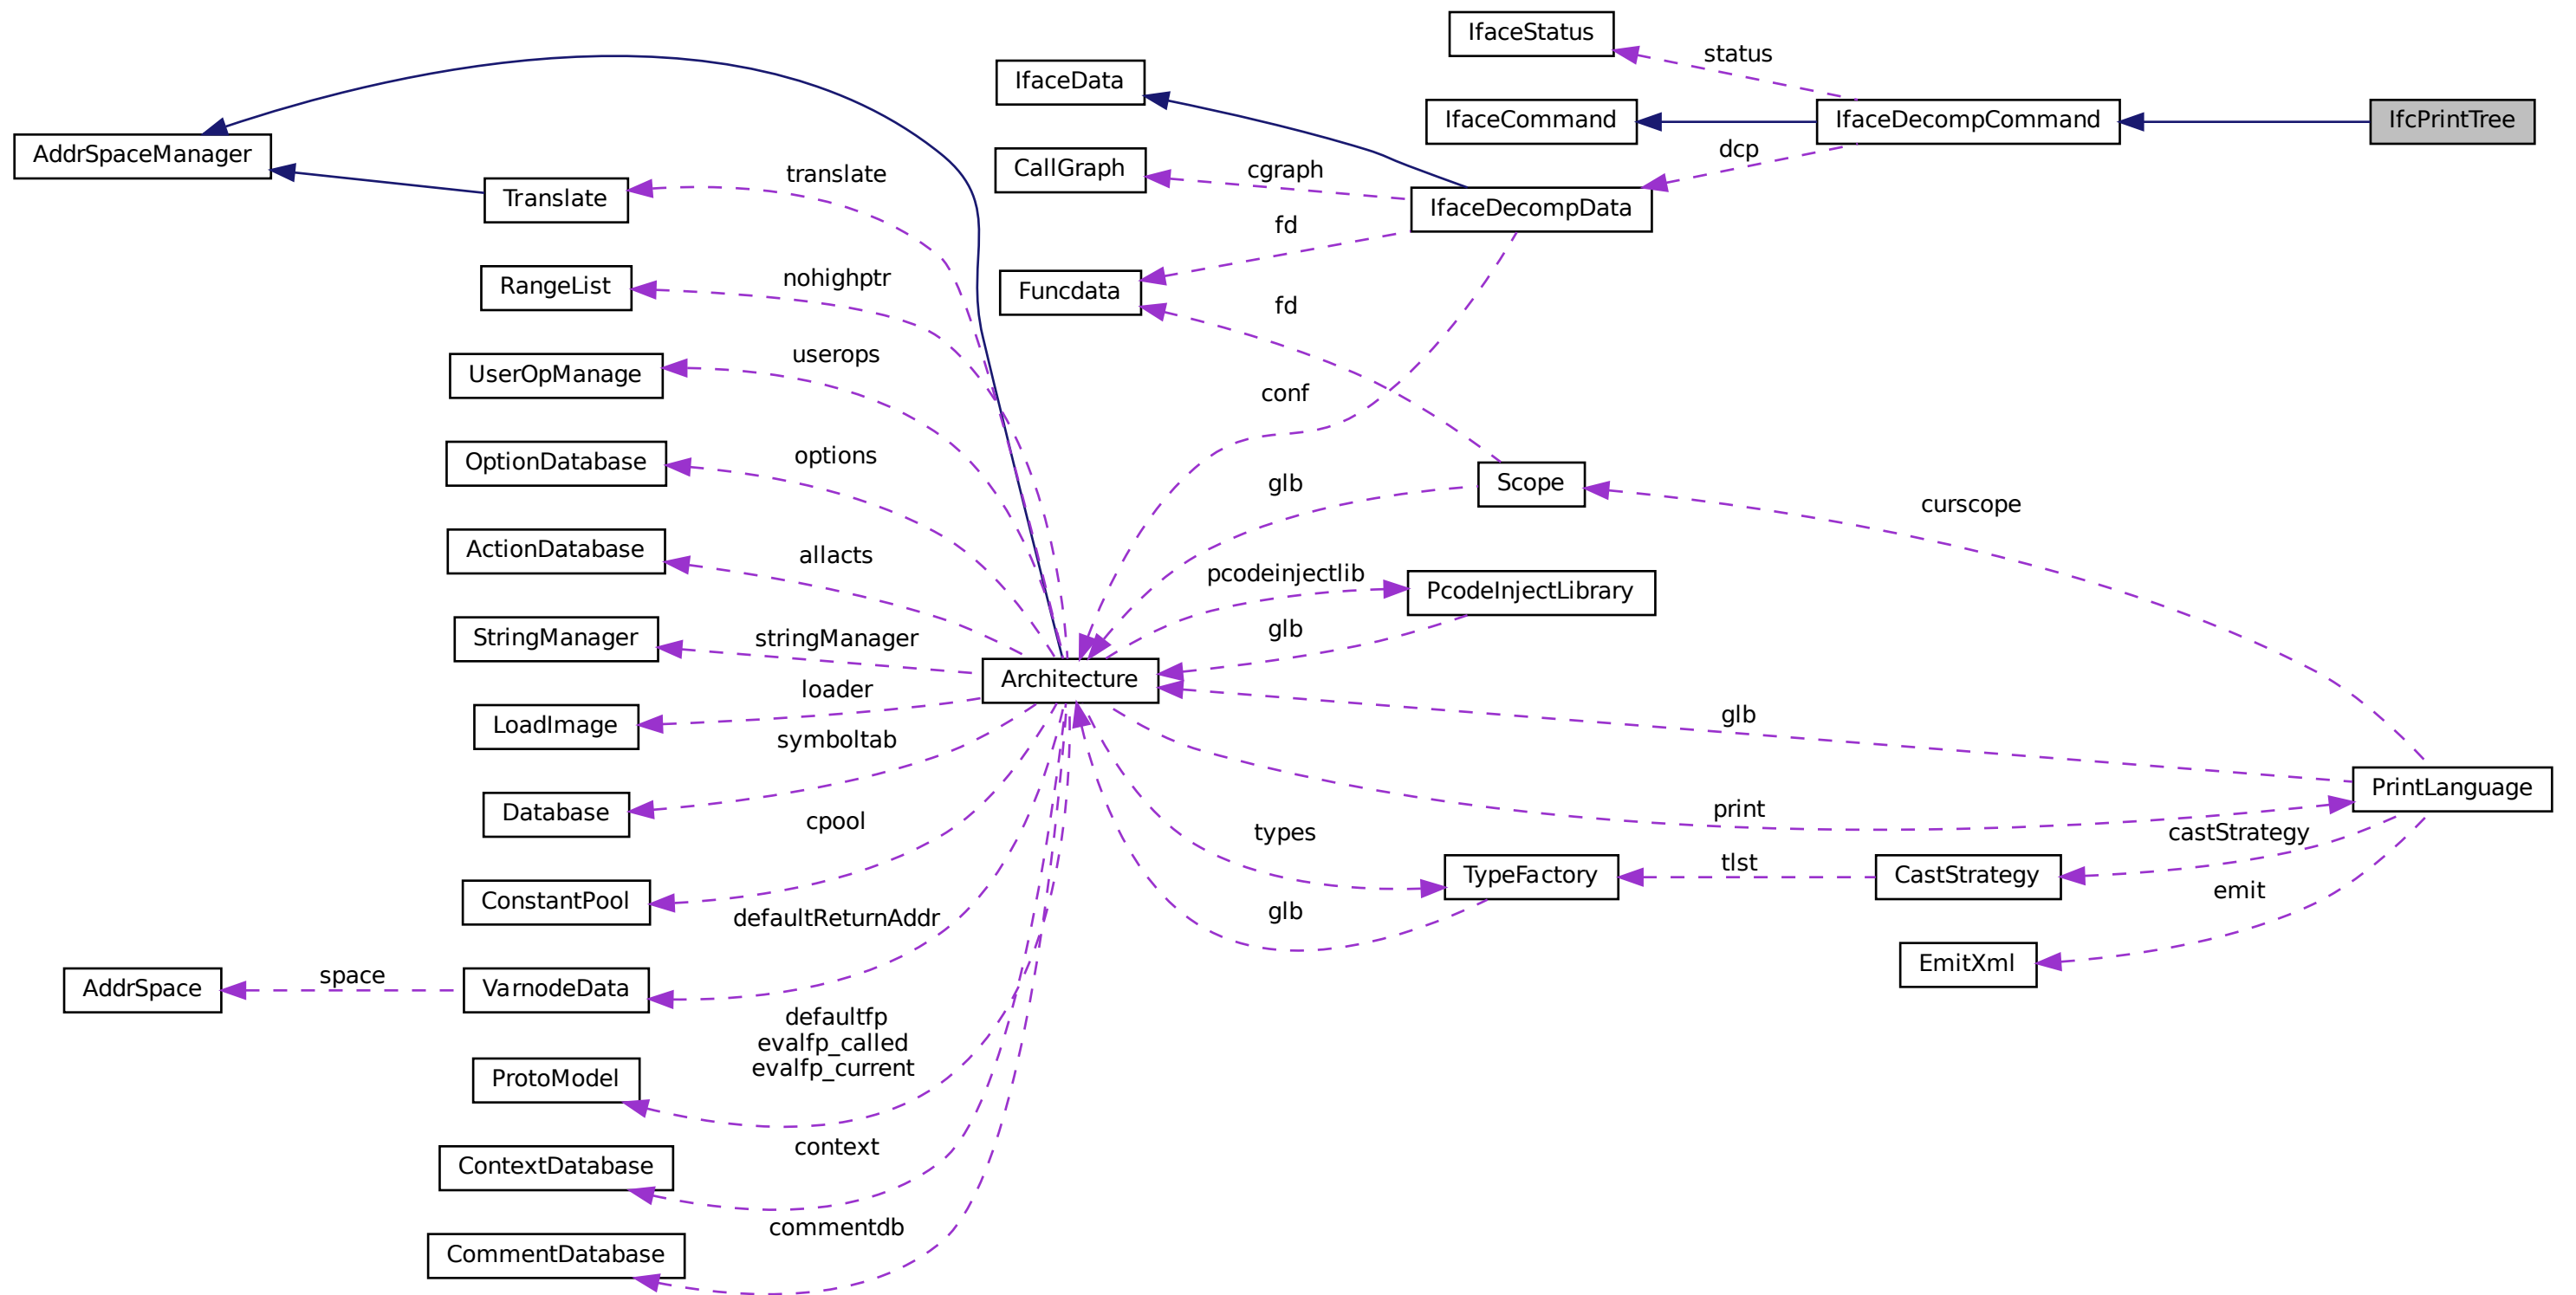 IfaceStatus
status
IfaceData
IfaceCommand
IfaceDecompCommand
IfcPrintTree
AddrSpaceManager
CallGraph
cgraph
dcp
translate
Translate
IfaceDecompData
fd
RangeList
nohighptr
Funcdata
fd
userops
UserOpManage
conf
options
OptionDatabase
glb
Scope
curscope
ActionDatabase
allacts
pcodeinjectlib
PcodeInjectLibrary
StringManager
stringManager
glb
Architecture
loader
LoadImage
symboltab
glb
PrintLanguage
Database
cpool
types
print
castStrategy
tlst
TypeFactory
CastStrategy
ConstantPool
defaultReturnAddr
glb
emit
EmitXml
AddrSpace
space
VarnodeData
defaultfp
evalfp_called
evalfp_current
ProtoModel
context
ContextDatabase
commentdb
CommentDatabase